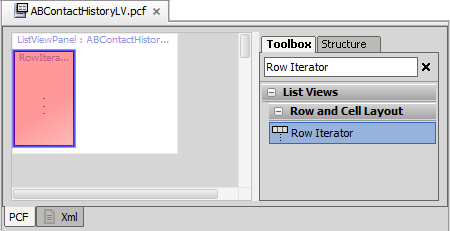 ABContactHistoryLV.pcf
ListViewPanel : ABContactHistor...
RowItera...
Toolbox
Structure
Row Iterator
List Views
Row and Cell Layout
Row Iterator
PCF
Xml